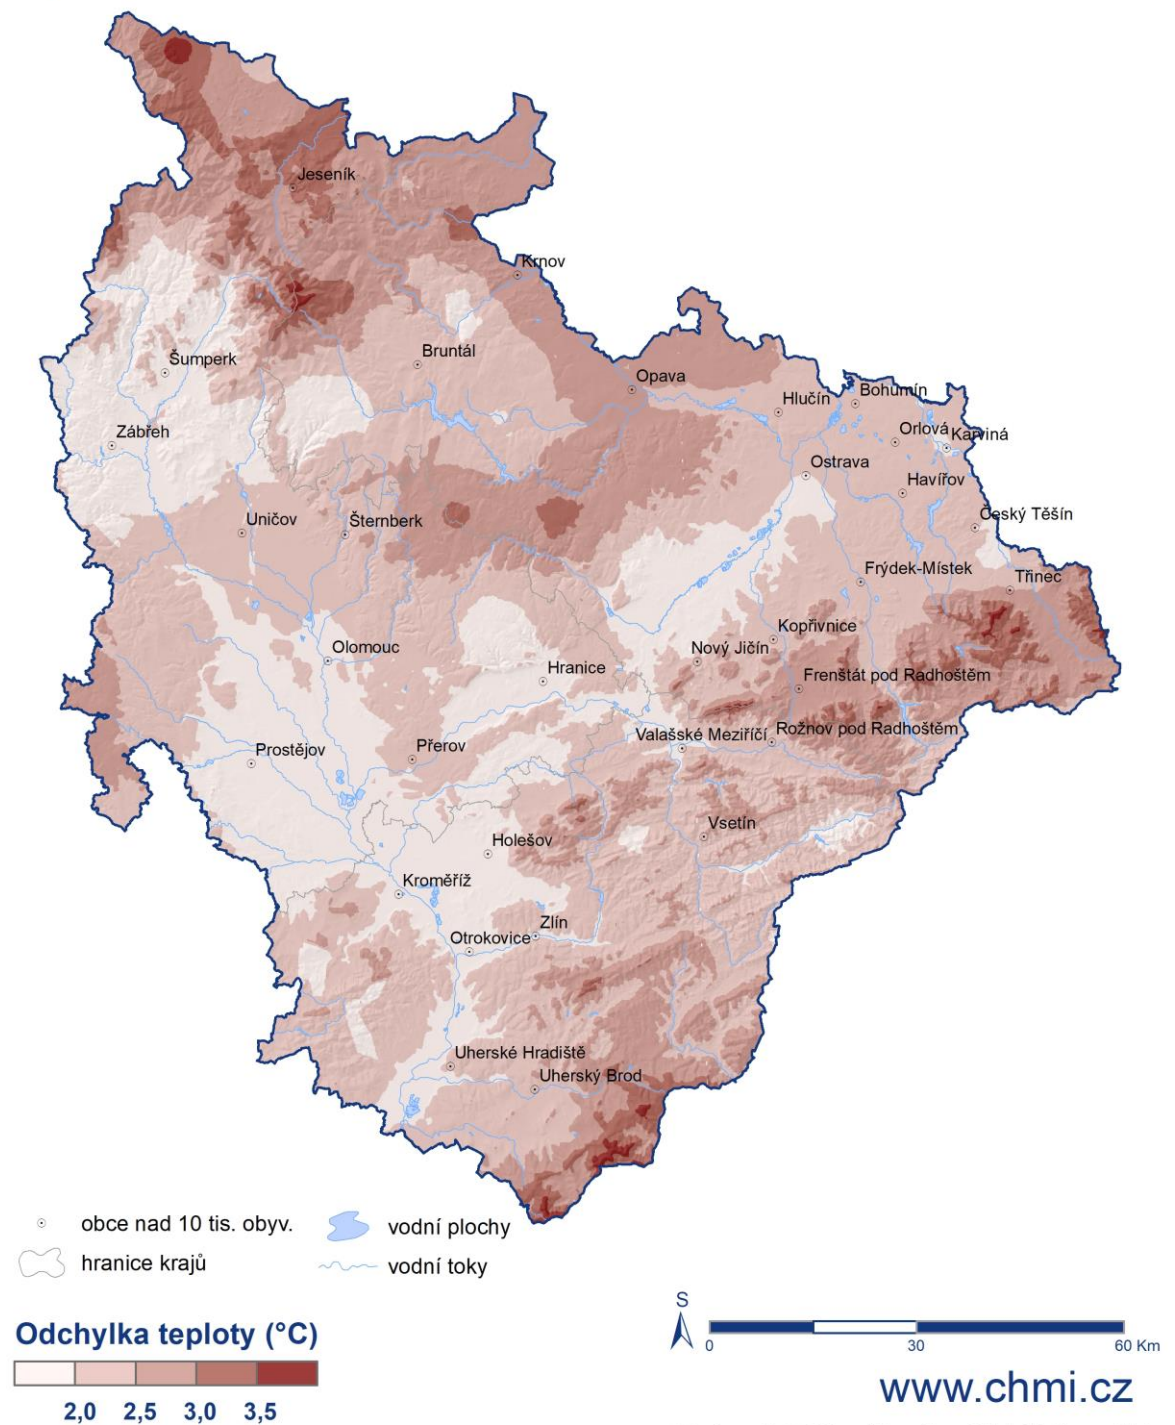 Jeseník
Krnov
Bruntál
Šumperk
Opava
Hlučín
Bohumín
Zábřeh
Orlová
Karviná
Ostrava
Havířov
Uničov
Šternberk
Český Těšín
Frýdek-Místek
Třinec
Kopřivnice
Olomouc
Nový Jičín
Hranice
Frenštát pod Radhoštěm
Rožnov pod Radhoštěm
Valašské Meziříčí
Prostějov
Přerov
Vsetín
Holešov
Kroměříž
Zlín
Otrokovice
Uherské Hradiště
Uherský Brod
obce nad 10 tis. obyv.
vodní plochy
hranice krajů
vodní toky
Odchylka teploty (°C)
2,0 2,5 3,0 3,5
S
0 30 60 Km
www.chmi.cz